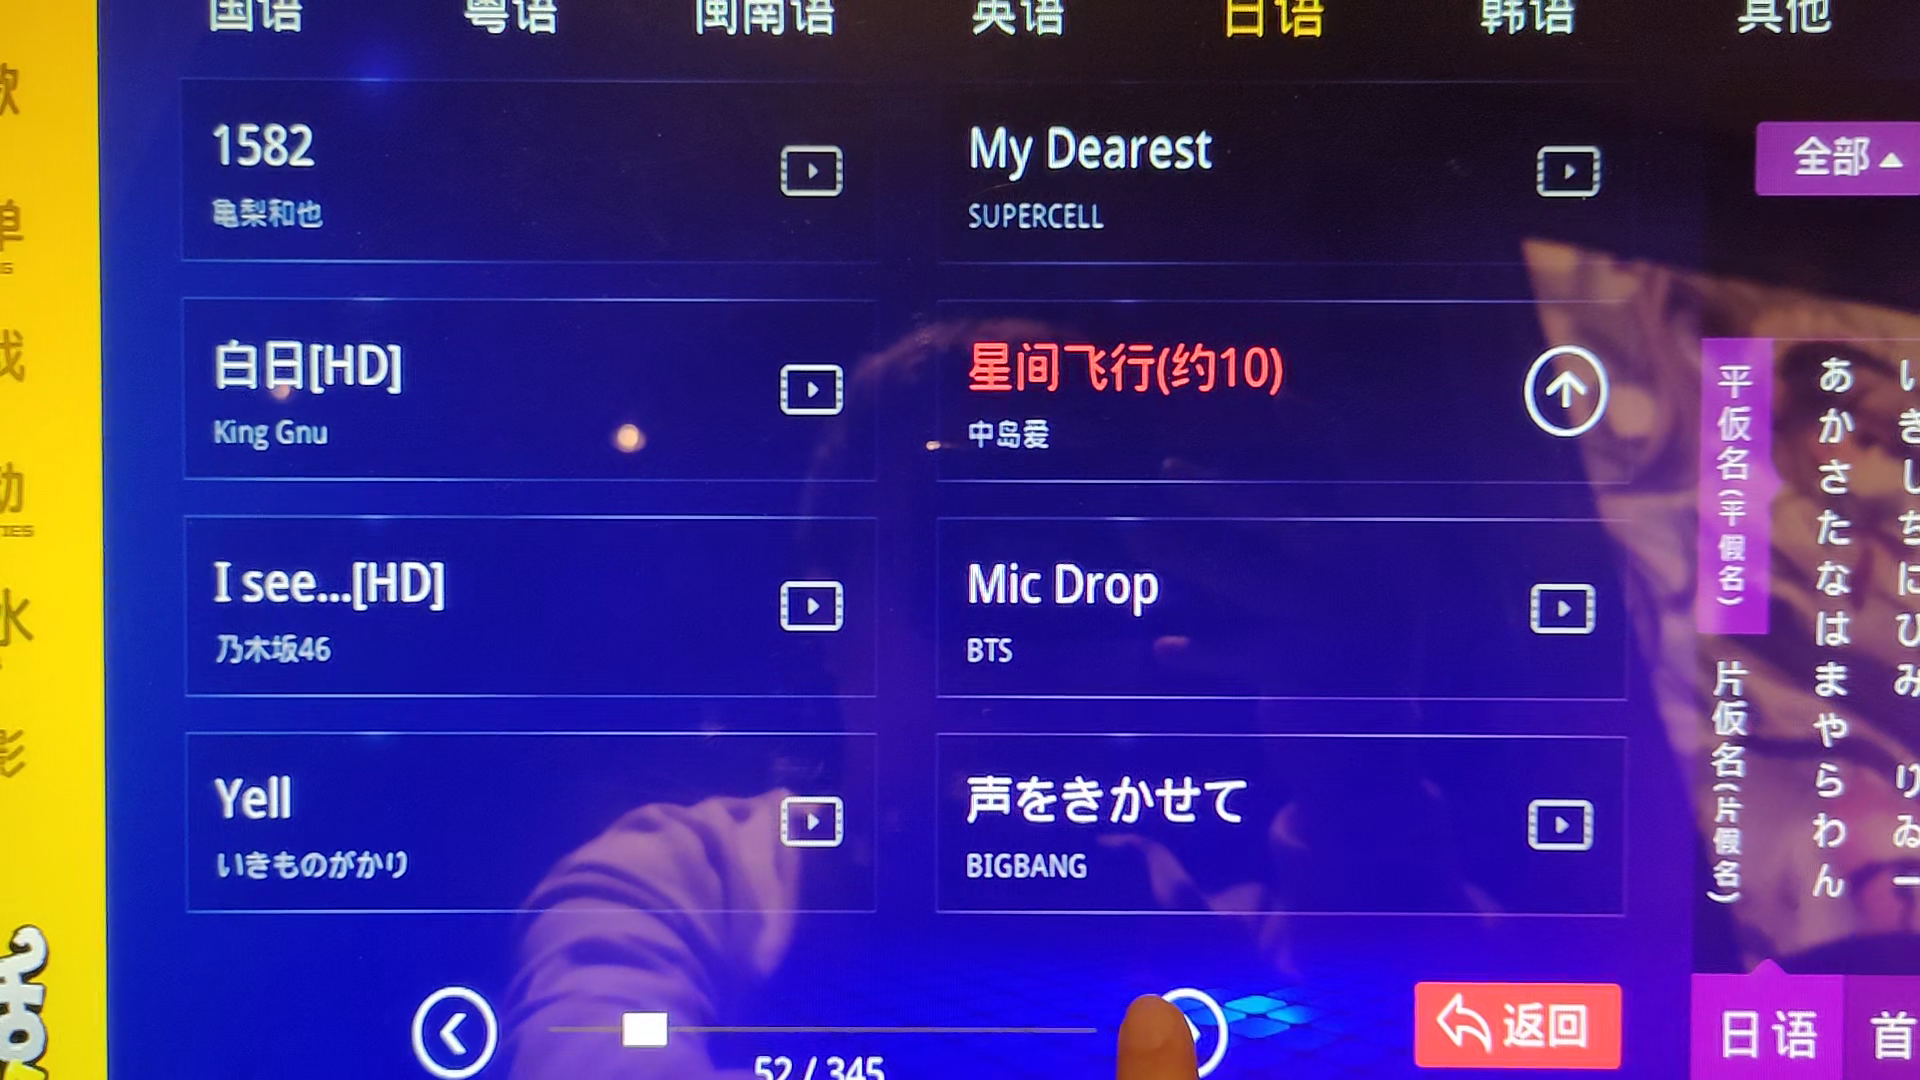 国语 粤语 闽南语 英语 日语 韩语 其他
1582
亀梨和也
My Dearest
SUPERCELL
全部
白日[HD]
King Gnu
星间飞行(约10)
中岛爱
I see...[HD]
乃木坂46
Mic Drop
BTS
Yell
いきものがかり
声をきかせて
BIGBANG
平仮名(平假名)
片仮名(片假名)
あ
か
さ
た
な
は
ま
や
ら
わ
ん
き
し
ち
に
ひ
み
り
ゐ
52 / 345
返回
日语
首